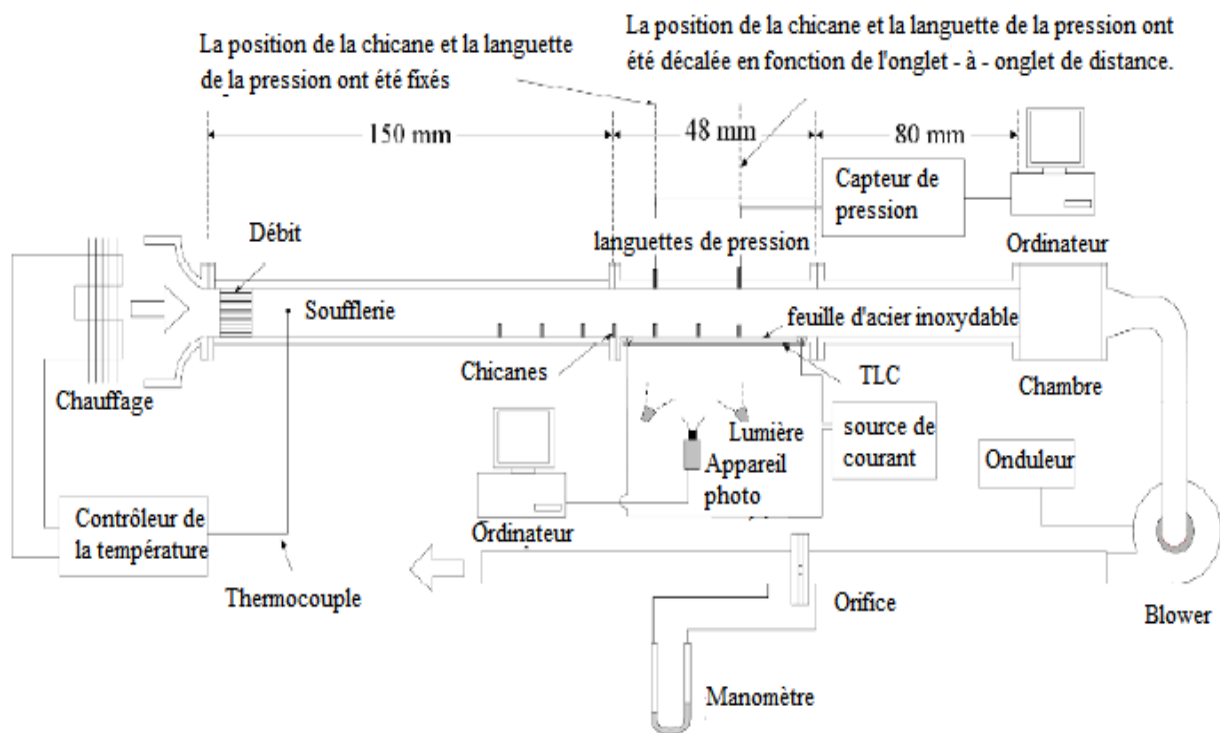 La position de la chicane et la languette
de la pression ont été fixés
La position de la chicane et la languette de la pression ont
été décalée en fonction de l'onglet - à - onglet de distance.
150 mm
48 mm
80 mm
Capteur de
pression
Ordinateur
Débit
languettes de pression
Soufflerie
feuille d'acier inoxydable
Chicanes
TLC
Chambre
Chauffage
Lumière
Appareil
photo
source de
courant
Onduleur
Ordinateur
Contrôleur de
la température
Thermocouple
Orifice
Blower
Manomètre